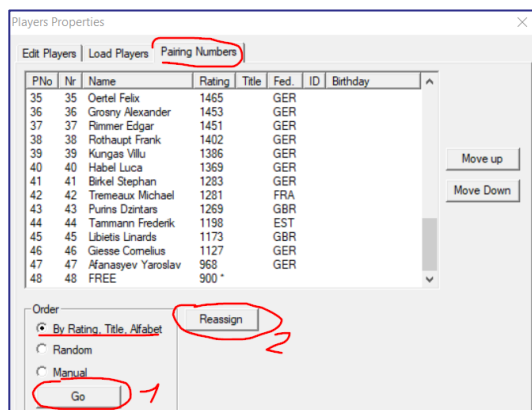 Players Properties
Edit Players Load Players Pairing Numbers
PNo Nr Name Rating Title Fed. ID Birthday
35 35 Oertel Felix 1465 GER
36 36 Grosny Alexander 1453 GER
37 37 Rimmer Edgar 1451 GER
38 38 Rothaupt Frank 1402 GER
39 39 Kungas Villu 1386 GER
40 40 Habel Luca 1369 GER
41 41 Birkel Stephan 1283 GER
42 42 Tremeaux Michael 1281 FRA
43 43 Purins Dzintars 1269 GBR
44 44 Tammann Frederik 1198 EST
45 45 Libietis Linards 1173 GBR
46 46 Giesse Cornelius 1127 GER
47 47 Afanasyev Yaroslav 968 GER
48 48 FREE 900 *
Move up
Move Down
Order
By Rating, Title, Alfabet
Random
Manual
Go 1
Reassign
2